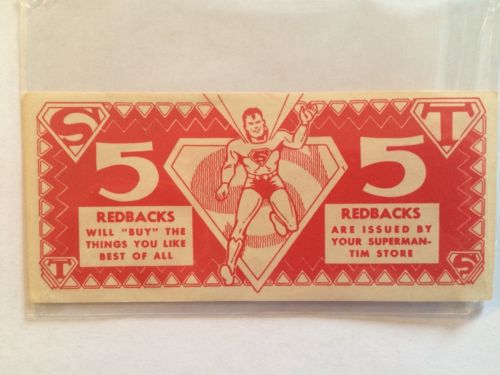 S
T
5
5
REDBACKS
WILL "BUY" THE
THINGS YOU LIKE
BEST OF ALL
REDBACKS
ARE ISSUED BY
YOUR SUPERMAN-
TIM STORE
T
S
S